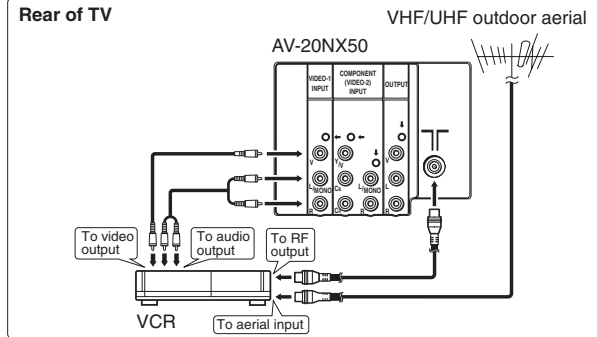 Rear of TV
VHF/UHF outdoor aerial
AV-20NX50
VIDEO-1
INPUT
COMPONENT
(VIDEO-2)
INPUT
OUTPUT
V
Y/V
V
L/MONO
CB
L/MONO
L
R
CR
R
R
To video
output
To audio
output
To RF
output
To aerial input
VCR